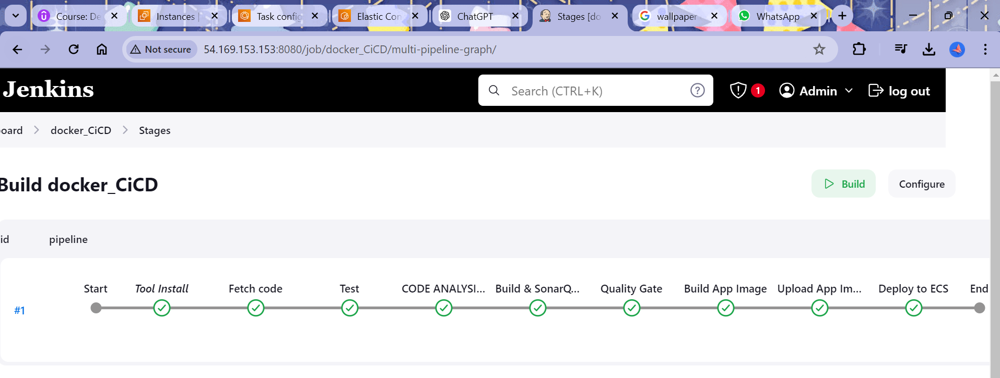 Course: De
Instances |
Task config
Elastic Con
ChatGPT
Stages [do
wallpaper
WhatsApp
Not secure
54.169.153.153:8080/job/docker_CiCD/multi-pipeline-graph/
Jenkins
Search (CTRL+K)
?
1
Admin
log out
oard
docker_CiCD
Stages
Build docker_CiCD
Build
Configure
id
pipeline
Start
Tool Install
Fetch code
Test
CODE ANALYSI...
Build & SonarQ...
Quality Gate
Build App Image
Upload App Im...
Deploy to ECS
End
#1